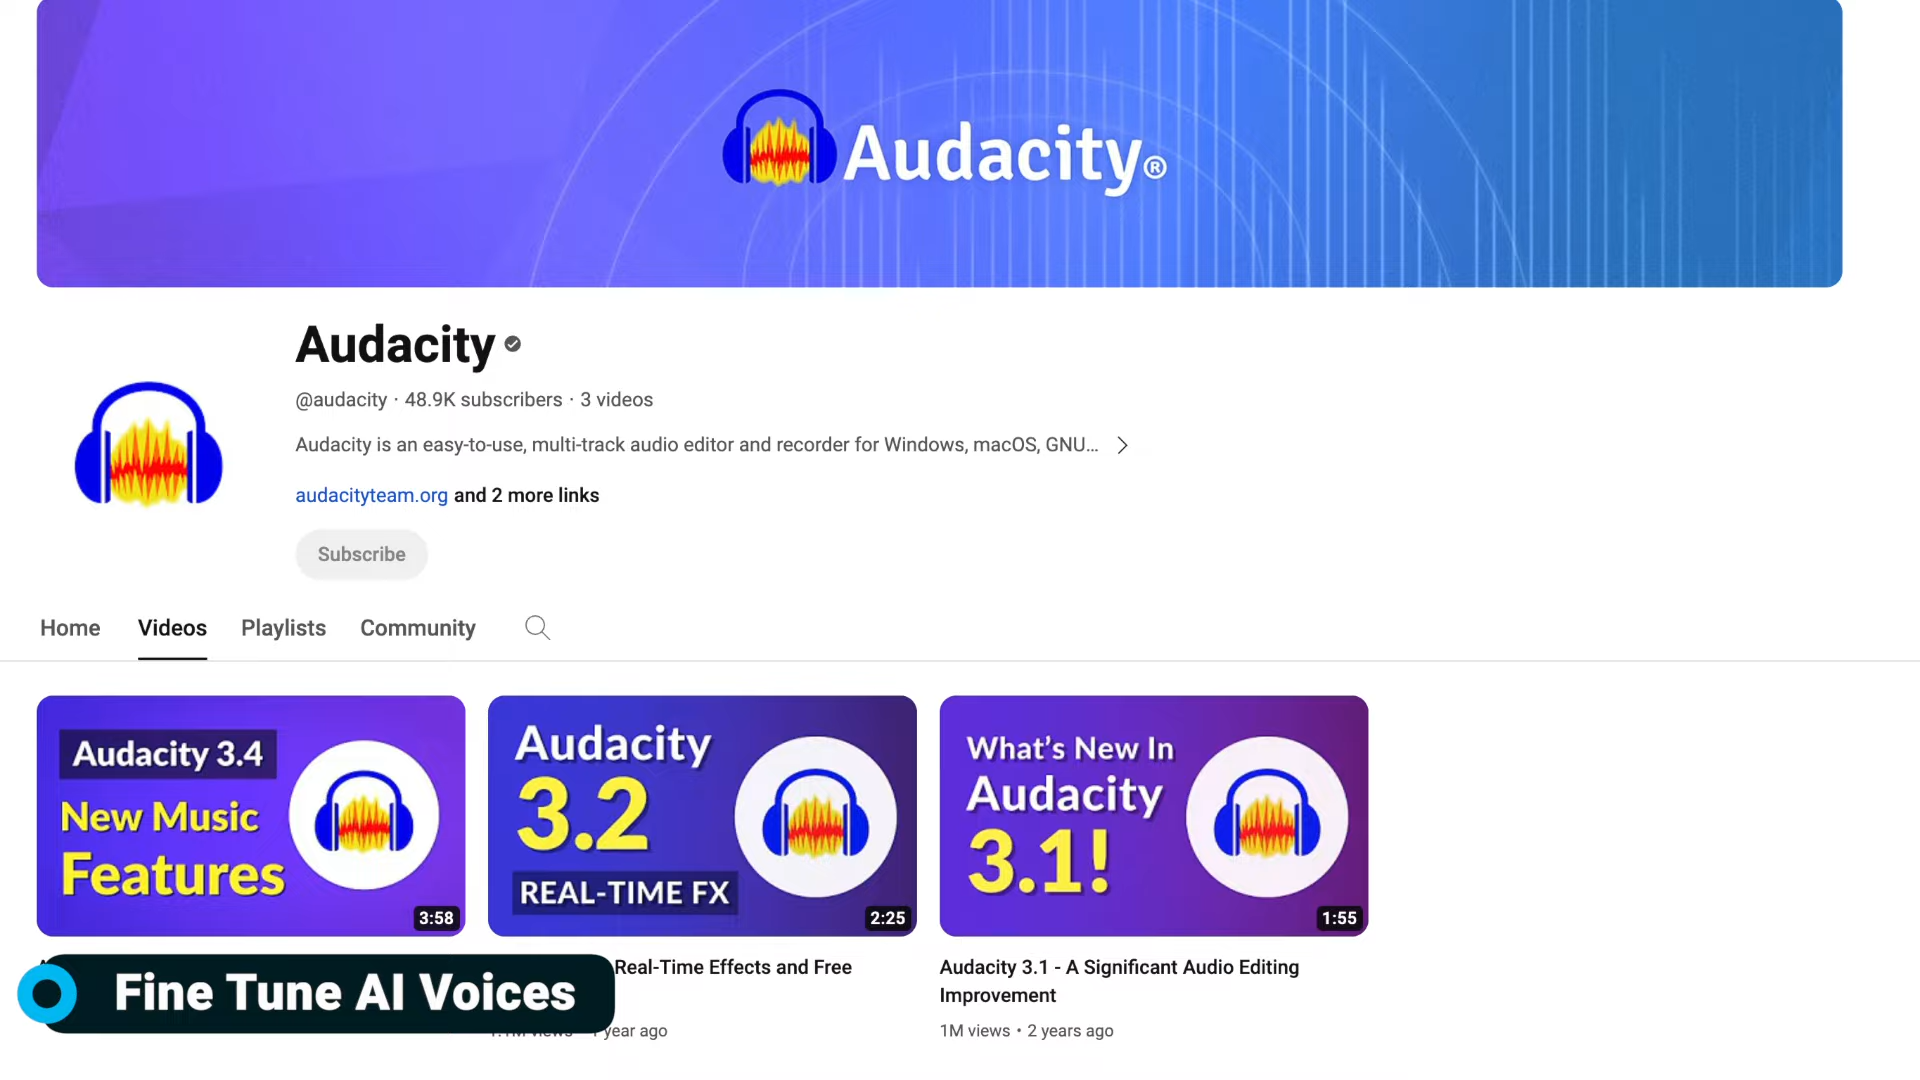 Audacity®
Audacity
@audacity · 48.9K subscribers · 3 videos
Audacity is an easy-to-use, multi-track audio editor and recorder for Windows, macOS, GNU...
audacityteam.org and 2 more links
Subscribe
Home Videos Playlists Community
Audacity 3.4
New Music
Features
3:58
Audacity
3.2
REAL-TIME FX
2:25
What's New In
Audacity
3.1!
1:55
Real-Time Effects and Free
year ago
Audacity 3.1 - A Significant Audio Editing
Improvement
1M views • 2 years ago
Fine Tune AI Voices